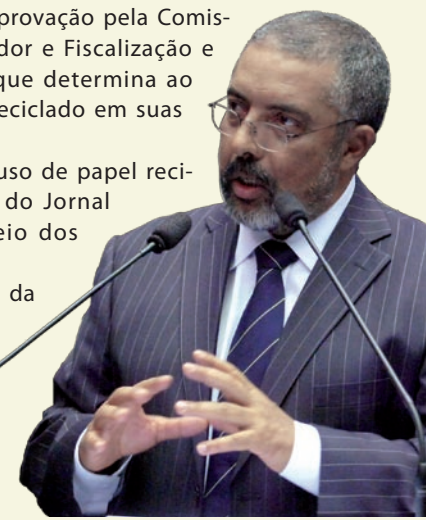 provação pela Comis-
dor e Fiscalização e
que determina ao
eciclado em suas
uso de papel reci-
do Jornal
eio dos
da